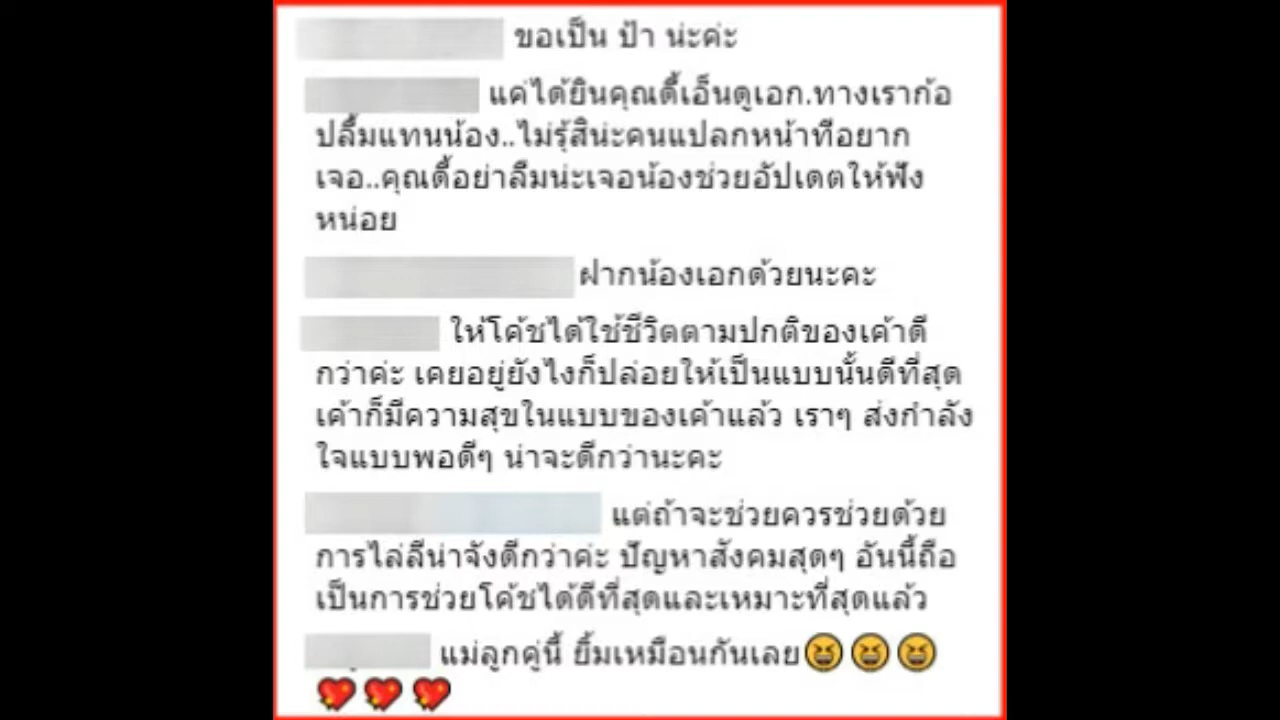 ขอเป็น ป้า น่ะค่ะ
แค่ได้ยินคุณดี้เอ็นดูเอก.ทางเราก้อ
ปลื้มแทนน้อง..ไม่รู้สิน่ะคนแปลกหน้าที่อยาก
เจอ..คุณดี้อย่าลืมน่ะเจอน้องช่วยอัปเดตให้ฟัง
หน่อย
ฝากน้องเอกด้วยนะคะ
ให้โค้ชได้ใช้ชีวิตตามปกติของเค้าดี
กว่าค่ะ เคยอยู่ยังไงก็ปล่อยให้เป็นแบบนั้นดีที่สุด
เค้าก็มีความสุขในแบบของเค้าแล้ว เราๆ ส่งกำลัง
ใจแบบพอดีๆ น่าจะดีกว่านะคะ
แต่ถ้าจะช่วยควรช่วยด้วย
การไล่ลีน่าจังดีกว่าค่ะ ปัญหาสังคมสุดๆ อันนี้ถือ
เป็นการช่วยโค้ชได้ดีที่สุดและเหมาะที่สุดแล้ว
แม่ลูกคู่นี้ ยิ้มเหมือนกันเลย😆😆😆
💖💖💖